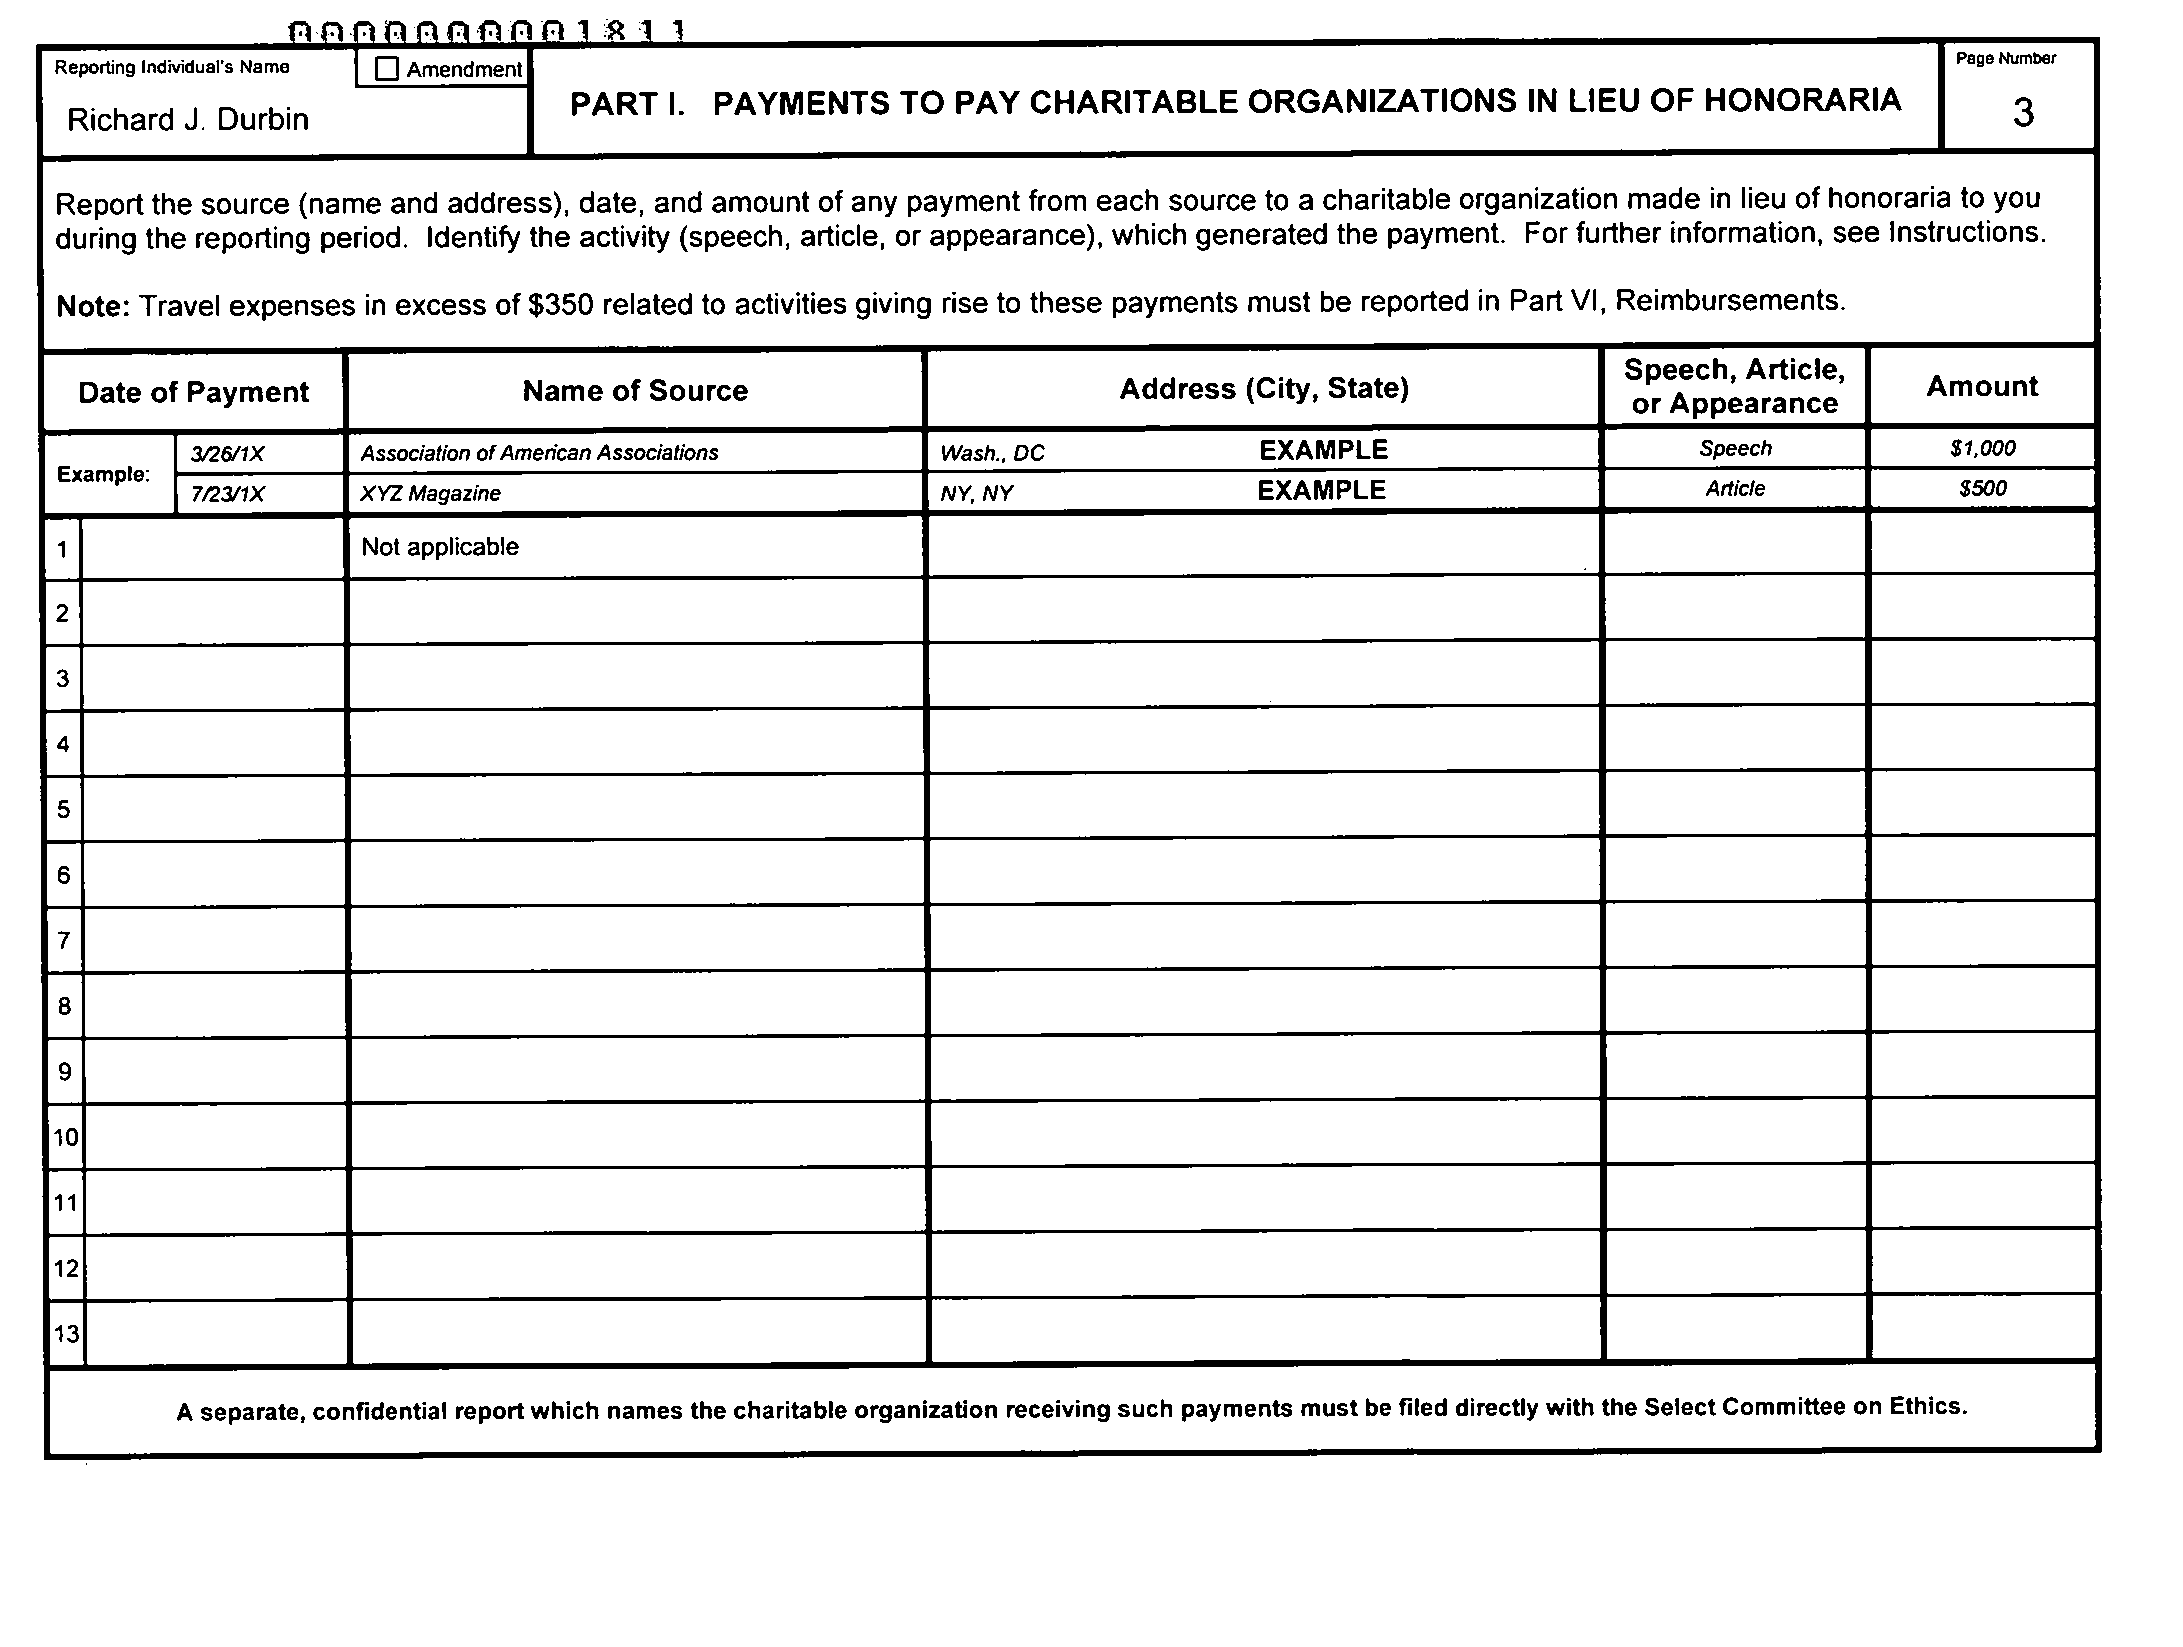 0000000001811
Reporting Individual's Name
Amendment
Richard J. Durbin
PART I. PAYMENTS TO PAY CHARITABLE ORGANIZATIONS IN LIEU OF HONORARIA
Page Number
3
Report the source (name and address), date, and amount of any payment from each source to a charitable organization made in lieu of honoraria to you
during the reporting period. Identify the activity (speech, article, or appearance), which generated the payment. For further information, see Instructions.
Note: Travel expenses in excess of $350 related to activities giving rise to these payments must be reported in Part VI, Reimbursements.
Date of Payment Name of Source Address (City, State) Speech, Article, or Appearance Amount
Example: 3/26/1X Association of American Associations Wash., DC EXAMPLE Speech $1,000
7/23/1X XYZ Magazine NY, NY EXAMPLE Article $500
1 Not applicable
2
3
4
5
6
7
8
9
10
11
12
13
A separate, confidential report which names the charitable organization receiving such payments must be filed directly with the Select Committee on Ethics.